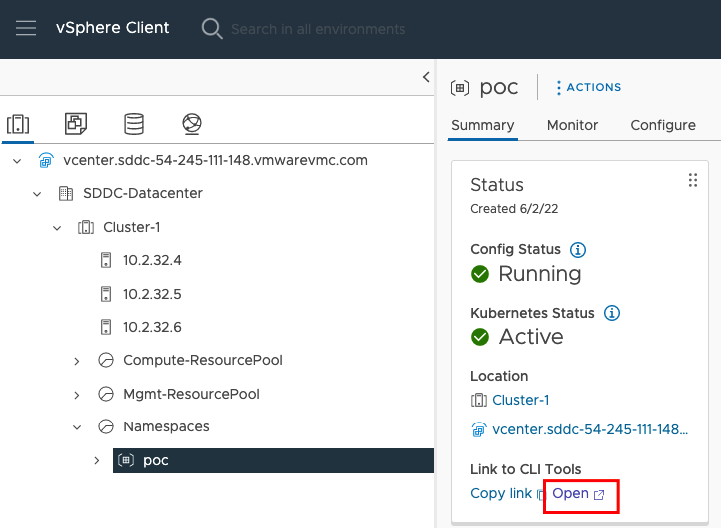 vSphere Client
Search in all environments
vcenter.sddc-54-245-111-148.vmwarevmc.com
SDDC-Datacenter
Cluster-1
10.2.32.4
10.2.32.5
10.2.32.6
Compute-ResourcePool
Mgmt-ResourcePool
Namespaces
poc
poc
ACTIONS
Summary Monitor Configure
Status
Created 6/2/22
Config Status
Running
Kubernetes Status
Active
Location
Cluster-1
vcenter.sddc-54-245-111-148...
Link to CLI Tools
Copy link Open